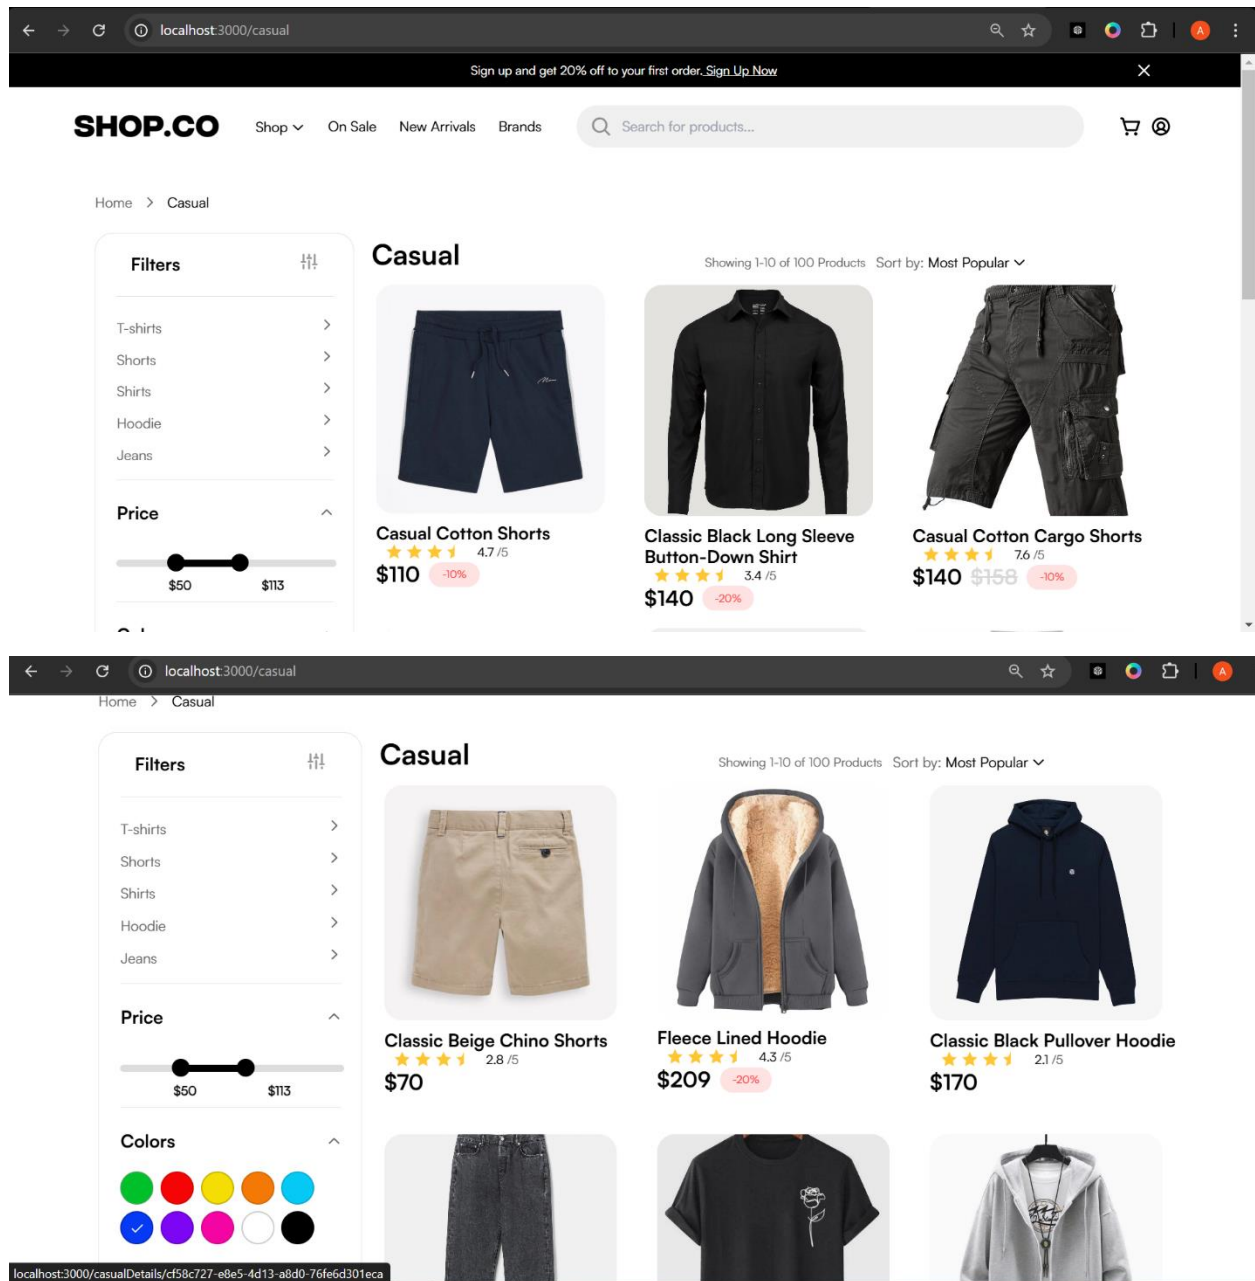 localhost:3000/casual
Sign up and get 20% off to your first order. Sign Up Now
SHOP.CO Shop On Sale New Arrivals Brands Search for products...
Home > Casual
Filters
T-shirts
Shorts
Shirts
Hoodie
Jeans
Price
$50 $113
Casual
Showing 1-10 of 100 Products Sort by: Most Popular
Casual Cotton Shorts
4.7 /5
$110 -10%
Classic Black Long Sleeve
Button-Down Shirt
3.4 /5
$140 -20%
Casual Cotton Cargo Shorts
7.6 /5
$140 $158 -10%
localhost:3000/casual
Home > Casual
Filters
T-shirts
Shorts
Shirts
Hoodie
Jeans
Price
$50 $113
Colors
Casual
Showing 1-10 of 100 Products Sort by: Most Popular
Classic Beige Chino Shorts
2.8 /5
$70
Fleece Lined Hoodie
4.3 /5
$209 -20%
Classic Black Pullover Hoodie
2.1 /5
$170
localhost:3000/casualDetails/cf58c727-e8e5-4d13-a8d0-76fe6d301eca